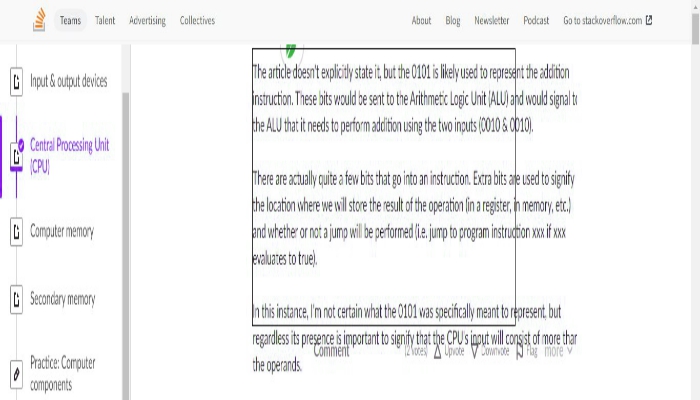 Teams Talent Advertising Collectives About Blog Newsletter Podcast Go to stackoverflow.com
Input & output devices
Central Processing Unit
(CPU)
Computer memory
Secondary memory
Practice: Computer
components
The article doesn't explicitly state it, but the 0101 is likely used to represent the addition
instruction. These bits would be sent to the Arithmetic Logic Unit (ALU) and would signal to
the ALU that it needs to perform addition using the two inputs (0010 & 0010).
There are actually quite a few bits that go into an instruction. Extra bits are used to signify
the location where we will store the result of the operation (in a register, in memory, etc.)
and whether or not a jump will be performed (i.e. jump to program instruction xxx if xxx
evaluates to true).
In this instance, I'm not certain what the 0101 was specifically meant to represent, but
regardless its presence is important to signify that the CPU's input will consist of more than
Comment (2 votes) Upvote Downvote Flag more
the operands.